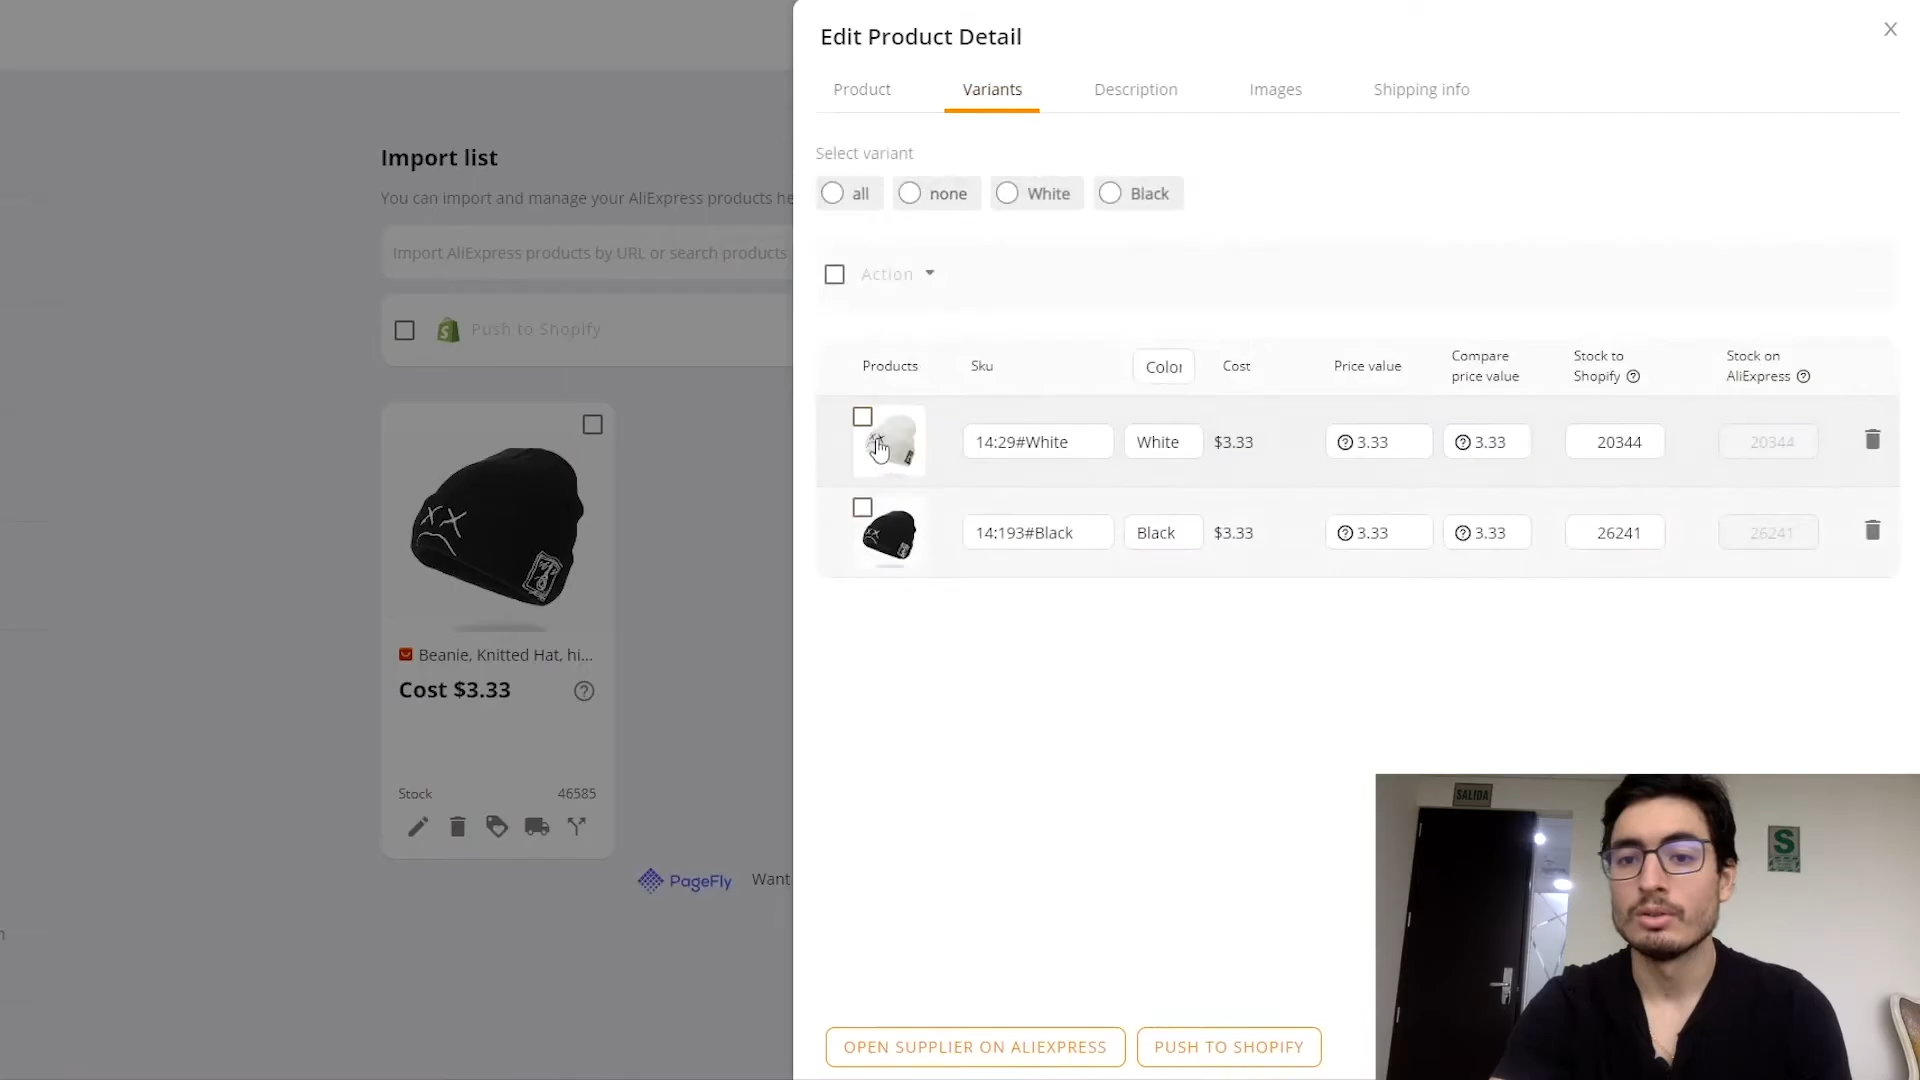 Edit Product Detail
X
Product
Variants
Description
Images
Shipping info
Import list
You can import and manage your AliExpress products he
Import AliExpress products by URL or search products
Push to Shopify
Beanie, Knitted Hat, hi...
Cost $3.33
Stock
46585
PageFly
Want
Select variant
all
none
White
Black
Action
Products
Sku
Color
Cost
Price value
Compare
price value
Stock to
Shopify
Stock on
AliExpress
14:29#White
White
$3.33
3.33
3.33
20344
20344
14:193#Black
Black
$3.33
3.33
3.33
26241
26241
OPEN SUPPLIER ON ALIEXPRESS
PUSH TO SHOPIFY
SALIDA
S